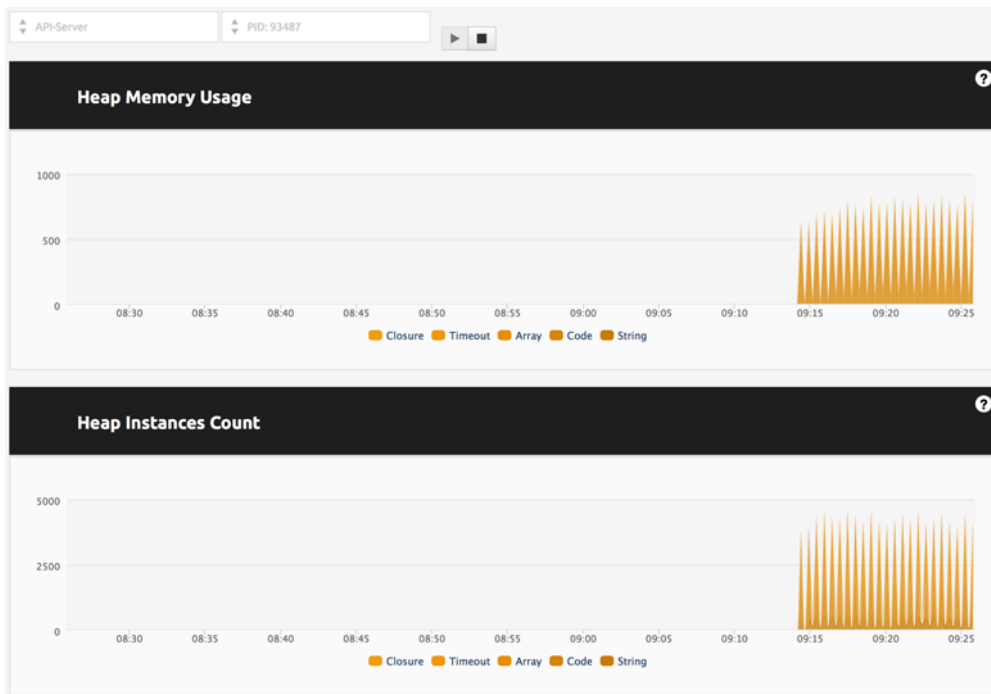 API-Server PID: 93487
Heap Memory Usage ?
1000
500
0
08:30 08:35 08:40 08:45 08:50 08:55 09:00 09:05 09:10 09:15 09:20 09:25
Closure Timeout Array Code String
Heap Instances Count ?
5000
2500
0
08:30 08:35 08:40 08:45 08:50 08:55 09:00 09:05 09:10 09:15 09:20 09:25
Closure Timeout Array Code String